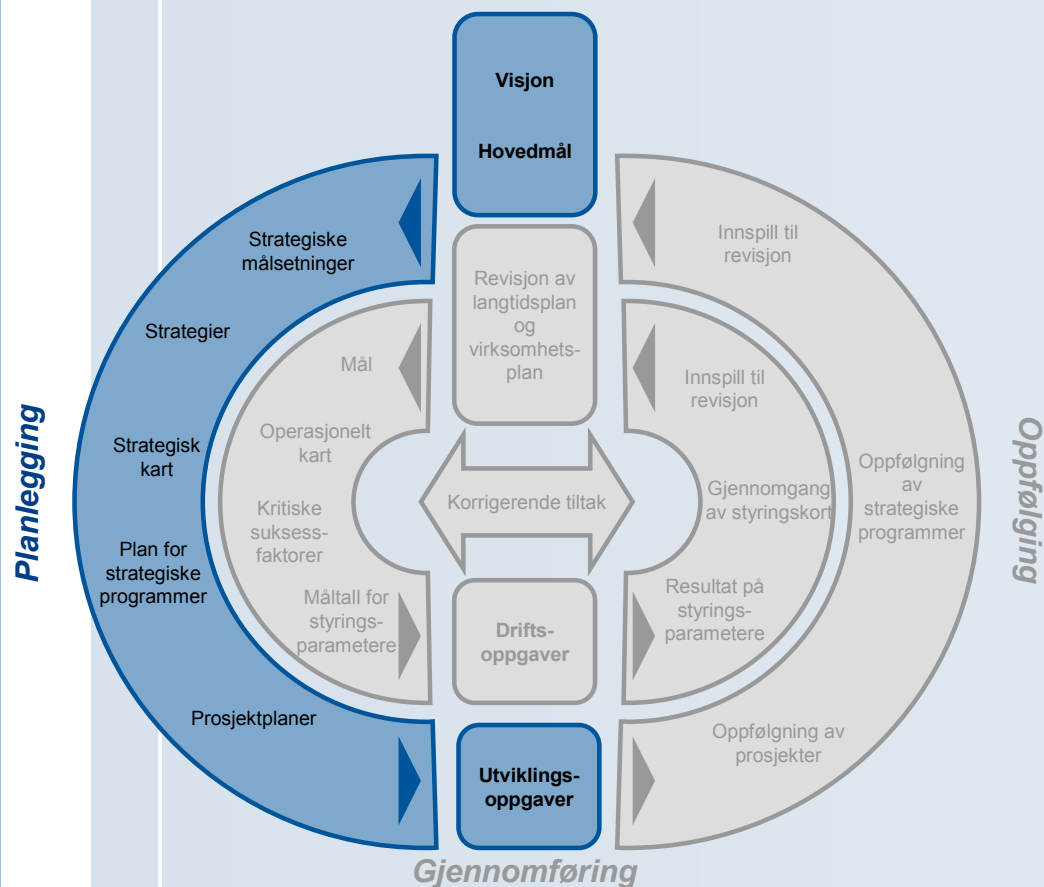 Visjon
Hovedmål
Strategiske
målsetninger
Strategier
Strategisk
kart
Plan for
strategiske
programmer
Prosjektplaner
Planlegging
Mål
Operasjonelt
kart
Kritiske
suksess-
faktorer
Måltall for
styrings-
parametere
Revisjon av
langtidsplan
og
virksomhets-
plan
Korrigerende tiltak
Drifts-
oppgaver
Utviklings-
oppgaver
Innspill til
revisjon
Gjennomgang
av styringskort
Resultat på
styrings-
parametere
Innspill til
revisjon
Oppfølgning
av
strategiske
programmer
Oppfølgning av
prosjekter
Oppfølging
Gjennomføring